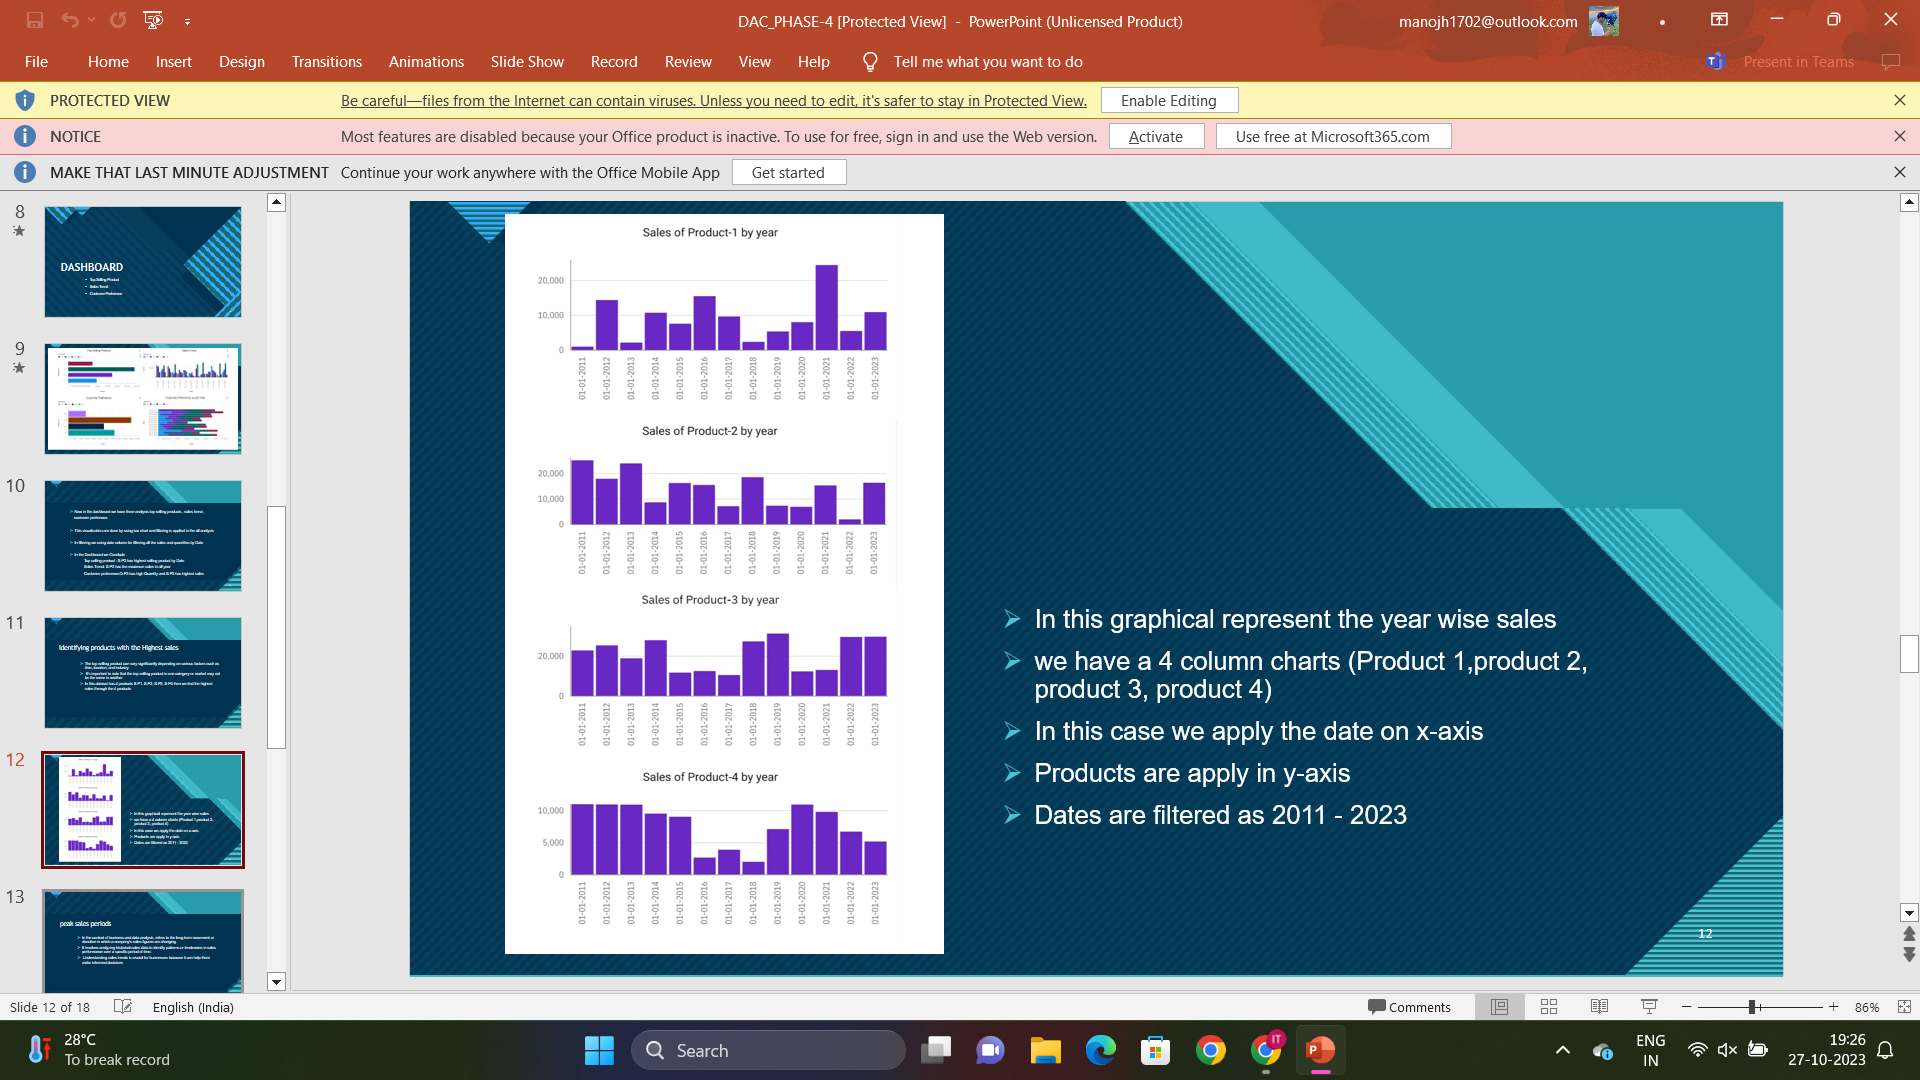 DAC_PHASE-4 [Protected View] - PowerPoint (Unlicensed Product)
manojh1702@outlook.com
File Home Insert Design Transitions Animations Slide Show Record Review View Help Tell me what you want to do
Present in Teams
PROTECTED VIEW Be careful—files from the Internet can contain viruses. Unless you need to edit, it's safer to stay in Protected View. Enable Editing
NOTICE Most features are disabled because your Office product is inactive. To use for free, sign in and use the Web version. Activate Use free at Microsoft365.com
MAKE THAT LAST MINUTE ADJUSTMENT Continue your work anywhere with the Office Mobile App Get started
8
DASHBOARD
Top Selling Product
Sales Trend
Customer Preference
9
10
11
Identifying products with the Highest sales
12
13
peak sales periods
Sales of Product-1 by year
20,000
10,000
0
01-01-2011 01-01-2012 01-01-2013 01-01-2014 01-01-2015 01-01-2016 01-01-2017 01-01-2018 01-01-2019 01-01-2020 01-01-2021 01-01-2022 01-01-2023
Sales of Product-2 by year
20,000
10,000
0
01-01-2011 01-01-2012 01-01-2013 01-01-2014 01-01-2015 01-01-2016 01-01-2017 01-01-2018 01-01-2019 01-01-2020 01-01-2021 01-01-2022 01-01-2023
Sales of Product-3 by year
20,000
0
01-01-2011 01-01-2012 01-01-2013 01-01-2014 01-01-2015 01-01-2016 01-01-2017 01-01-2018 01-01-2019 01-01-2020 01-01-2021 01-01-2022 01-01-2023
Sales of Product-4 by year
10,000
5,000
0
01-01-2011 01-01-2012 01-01-2013 01-01-2014 01-01-2015 01-01-2016 01-01-2017 01-01-2018 01-01-2019 01-01-2020 01-01-2021 01-01-2022 01-01-2023
In this graphical represent the year wise sales
we have a 4 column charts (Product 1,product 2,
product 3, product 4)
In this case we apply the date on x-axis
Products are apply in y-axis
Dates are filtered as 2011 - 2023
12
Slide 12 of 18 English (India) Comments 86%
28°C
To break record
Search
IT
ENG
IN
19:26
27-10-2023